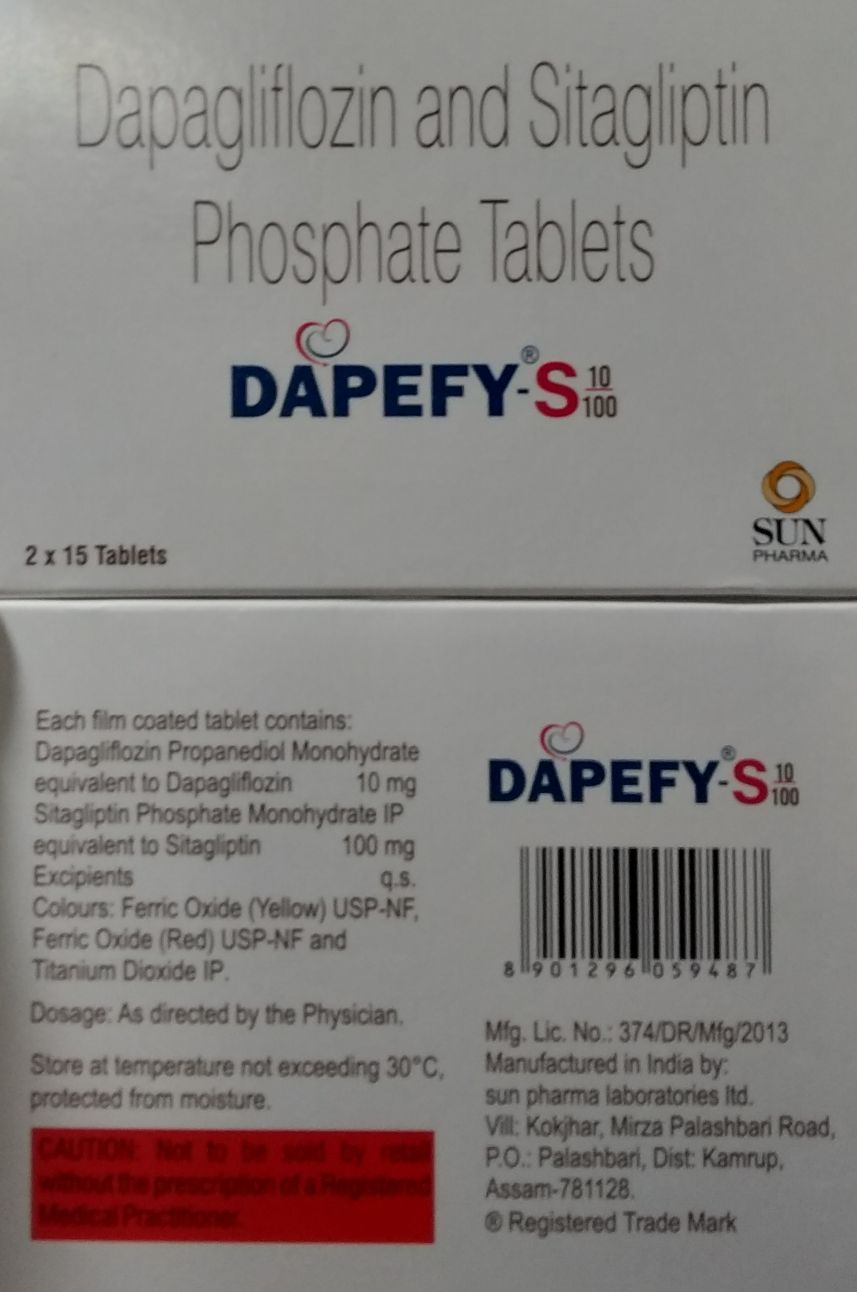 Dapagliflozin and Sitagliptin
Phosphate Tablets
DAPEFY®-S 10/100
2 x 15 Tablets
SUN
PHARMA
Each film coated tablet contains:
Dapagliflozin Propanediol Monohydrate
equivalent to Dapagliflozin 10 mg
Sitagliptin Phosphate Monohydrate IP
equivalent to Sitagliptin 100 mg
Excipients q.s.
Colours: Ferric Oxide (Yellow) USP-NF,
Ferric Oxide (Red) USP-NF and
Titanium Dioxide IP.
Dosage: As directed by the Physician.
Store at temperature not exceeding 30°C,
protected from moisture.
CAUTION: Not to be sold by retail
without the prescription of a Registered
Medical Practitioner.
DAPEFY®-S 10/100
8 901296 059487
Mfg. Lic. No.: 374/DR/Mfg/2013
Manufactured in India by:
sun pharma laboratories ltd.
Vill: Kokjhar, Mirza Palashbari Road,
P.O.: Palashbari, Dist: Kamrup,
Assam-781128.
® Registered Trade Mark